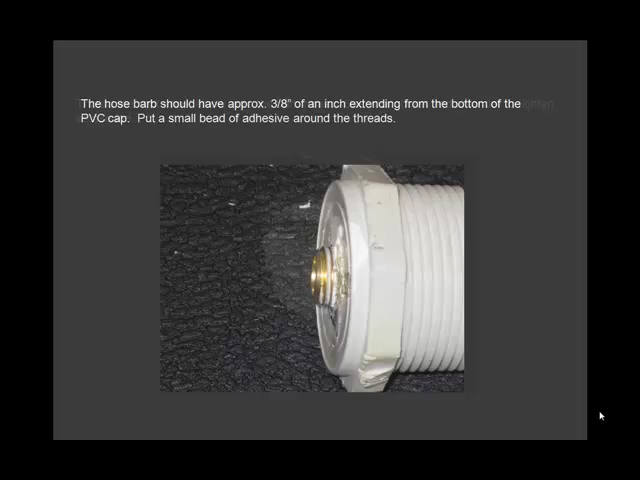 The hose barb should have approx. 3/8” of an inch extending from the bottom of the
PVC cap.  Put a small bead of adhesive around the threads.